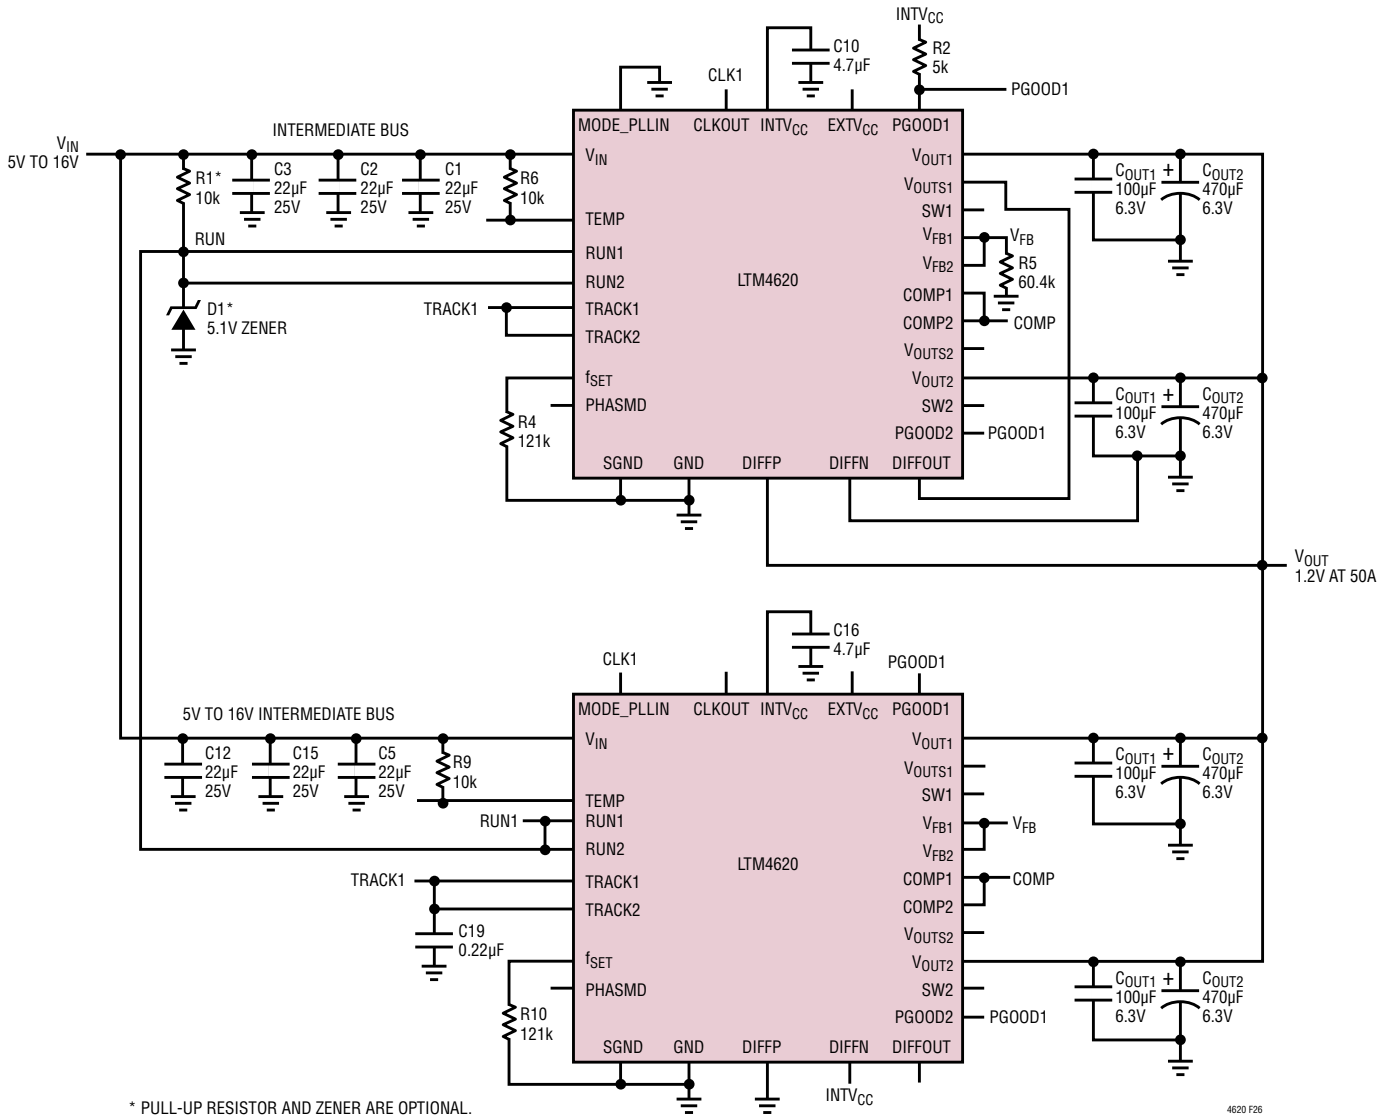 INTVCC
C10
4.7µF
R2
5k
CLK1
PGOOD1
MODE_PLLIN
CLKOUT
INTVCC
EXTVCC
PGOOD1
VIN
5V TO 16V
INTERMEDIATE BUS
R1*
10k
C3
22µF
25V
C2
22µF
25V
C1
22µF
25V
R6
10k
VIN
TEMP
RUN
RUN1
RUN2
D1*
5.1V ZENER
TRACK1
TRACK1
TRACK2
fSET
PHASMD
R4
121k
LTM4620
SGND
GND
DIFFP
DIFFN
DIFFOUT
VOUT1
VOUTS1
SW1
VFB1
VFB
VFB2
R5
60.4k
COMP1
COMP2
COMP
VOUTS2
VOUT2
SW2
PGOOD2
PGOOD1
COUT1
100µF
6.3V
+
COUT2
470µF
6.3V
COUT1
100µF
6.3V
+
COUT2
470µF
6.3V
VOUT
1.2V AT 50A
C16
4.7µF
CLK1
PGOOD1
MODE_PLLIN
CLKOUT
INTVCC
EXTVCC
PGOOD1
5V TO 16V INTERMEDIATE BUS
C12
22µF
25V
C15
22µF
25V
C5
22µF
25V
R9
10k
VIN
TEMP
RUN1
RUN1
RUN2
TRACK1
TRACK1
TRACK2
C19
0.22µF
fSET
PHASMD
R10
121k
LTM4620
SGND
GND
DIFFP
DIFFN
DIFFOUT
INTVCC
VOUT1
VOUTS1
SW1
VFB1
VFB
VFB2
COMP1
COMP
COMP2
VOUTS2
VOUT2
SW2
PGOOD2
PGOOD1
COUT1
100µF
6.3V
+
COUT2
470µF
6.3V
COUT1
100µF
6.3V
+
COUT2
470µF
6.3V
* PULL-UP RESISTOR AND ZENER ARE OPTIONAL.
4620 F26